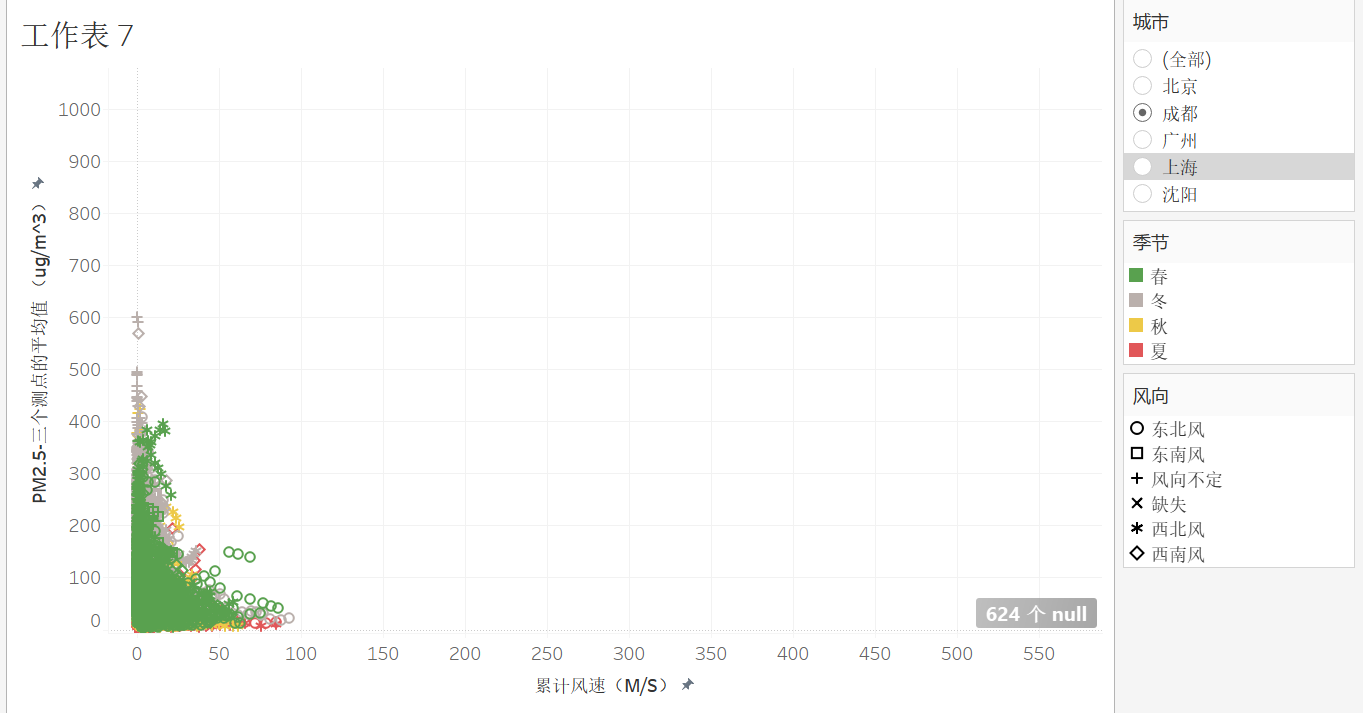 工作表 7
1000
900
800
700
600
500
400
300
200
100
0
PM2.5-三个测点的平均值（ug/m^3）
0 50 100 150 200 250 300 350 400 450 500 550
累计风速（M/S）
624 个 null
城市
(全部)
北京
成都
广州
上海
沈阳
季节
春
冬
秋
夏
风向
东北风
东南风
风向不定
缺失
西北风
西南风